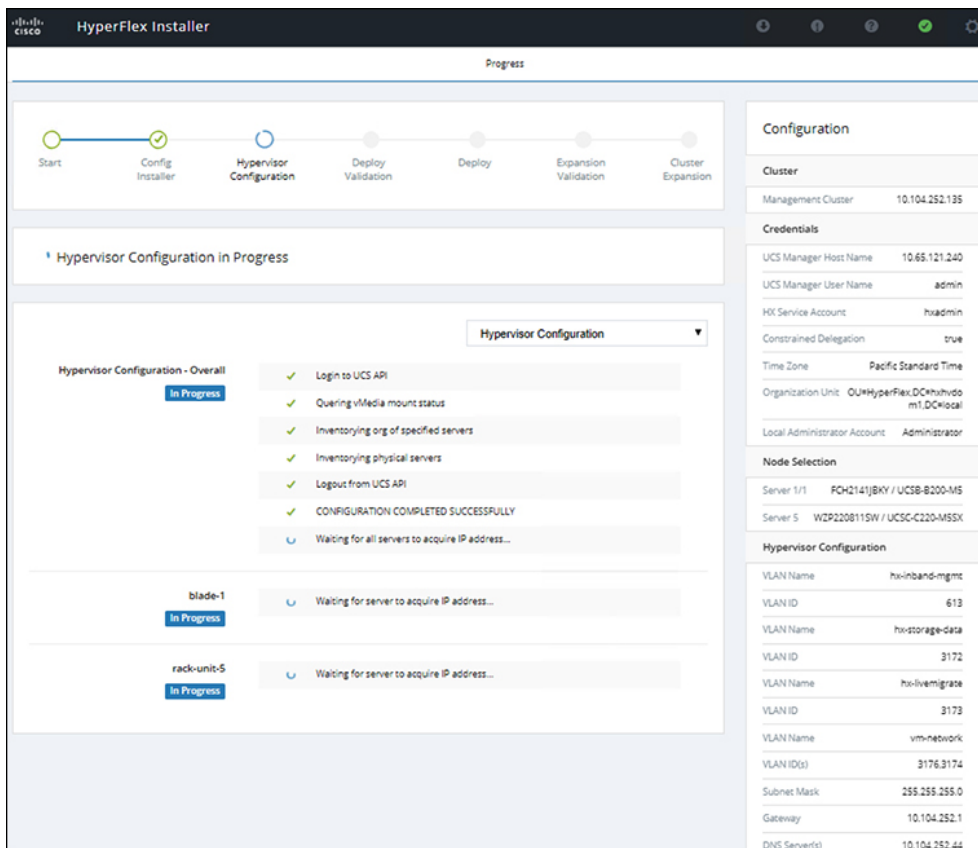 CISCO
HyperFlex Installer
Progress
Start
Config Installer
Hypervisor Configuration
Deploy Validation
Deploy
Expansion Validation
Cluster Expansion
Hypervisor Configuration in Progress
Hypervisor Configuration
Hypervisor Configuration - Overall
In Progress
Login to UCS API
Quering vMedia mount status
Inventorying org of specified servers
Inventorying physical servers
Logout from UCS API
CONFIGURATION COMPLETED SUCCESSFULLY
Waiting for all servers to acquire IP address...
blade-1
In Progress
Waiting for server to acquire IP address...
rack-unit-5
In Progress
Waiting for server to acquire IP address...
Configuration
Cluster
Management Cluster 10.104.252.135
Credentials
UCS Manager Host Name 10.65.121.240
UCS Manager User Name admin
HX Service Account hxadmin
Constrained Delegation true
Time Zone Pacific Standard Time
Organization Unit OU=HyperFlex,DC=hxhvdo
m1,DC=local
Local Administrator Account Administrator
Node Selection
Server 1/1 FCH2141JBKY / UCSB-B200-M5
Server 5 WZP220811SW / UCSC-C220-M5SX
Hypervisor Configuration
VLAN Name hx-inband-mgmt
VLAN ID 613
VLAN Name hx-storage-data
VLAN ID 3172
VLAN Name hx-livemigrate
VLAN ID 3173
VLAN Name vm-network
VLAN ID(s) 3176,3174
Subnet Mask 255.255.255.0
Gateway 10.104.252.1
DNS Server(s) 10.104.252.44